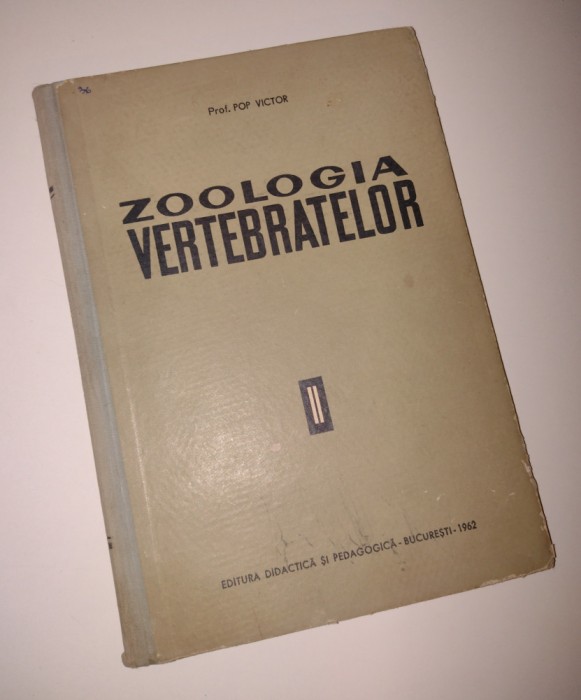 Prof. POP VICTOR
ZOOLOGIA
VERTEBRATELOR
II
EDITURA DIDACTICĂ ȘI PEDAGOGICĂ - BUCUREȘTI - 1962